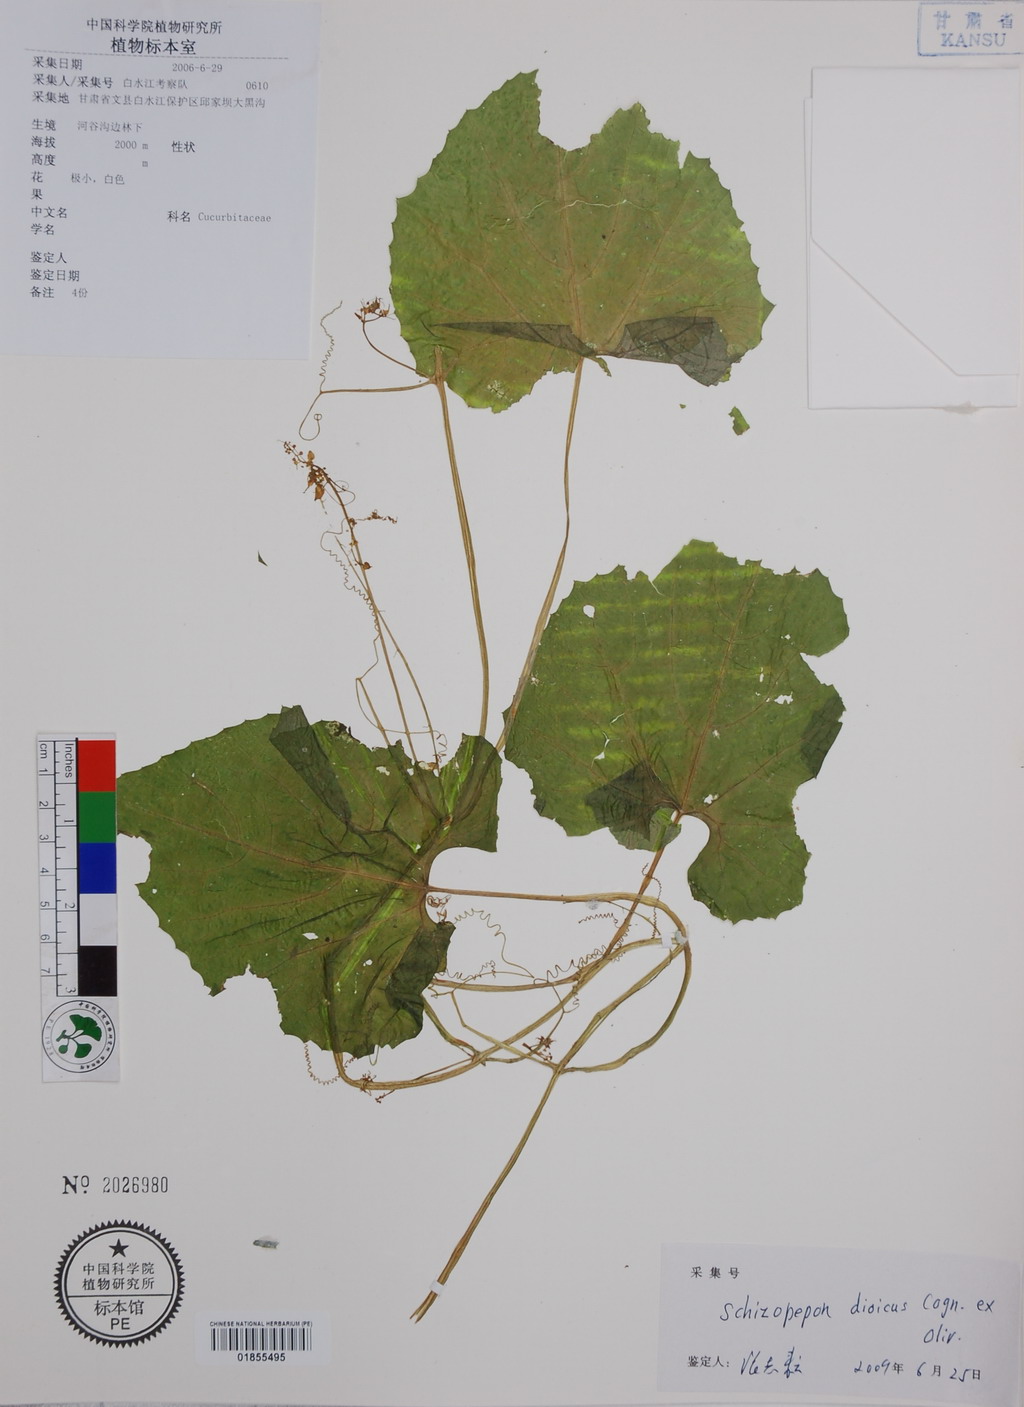 中国科学院植物研究所
植物标本室
采集日期 2006-6-29
采集人/采集号 白水江考察队 0610
采集地 甘肃省文县白水江保护区邱家坝大黑沟
生境 河谷沟边林下
海拔 2000 m 性状
高度 m
花 极小，白色
果
中文名 科名 Cucurbitaceae
学名
鉴定人
鉴定日期
备注 4份
甘肃省
KANSU
cm 1 2 3 4 5 6 7
Inches 1 2 3
№ 2026980
中国科学院
植物研究所
标本馆
PE
CHINESE NATIONAL HERBARIUM (PE)
01855495
采集号
Schizopepon dioicus Cogn. ex
Oliv.
鉴定人: 2009年 6月25日